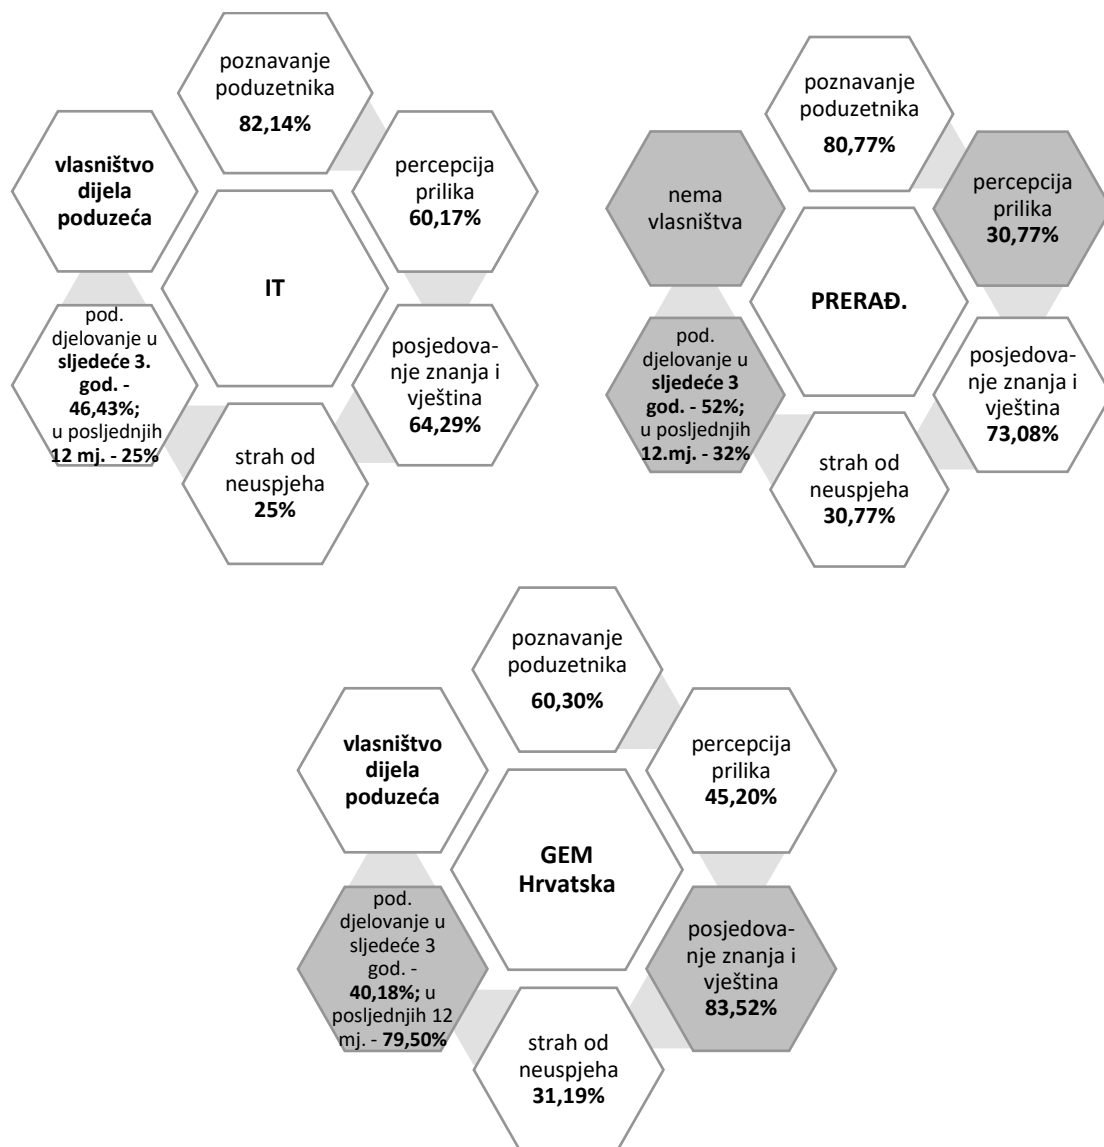 poznavanje
poduzetnika
82,14%
vlasništvo
dijela
poduzeća
percepcija
prilika
60,17%
IT
pod.
djelovanje u
sljedeće 3.
god. -
46,43%;
u posljednjih
12 mj. - 25%
posjedova-
nje znanja i
vještina
64,29%
strah od
neuspjeha
25%
poznavanje
poduzetnika
80,77%
nema
vlasništva
percepcija
prilika
30,77%
PRERAĐ.
pod.
djelovanje u
sljedeće 3
god. - 52%;
u posljednjih
12.mj. - 32%
posjedova-
nje znanja i
vještina
73,08%
strah od
neuspjeha
30,77%
poznavanje
poduzetnika
60,30%
vlasništvo
dijela
poduzeća
percepcija
prilika
45,20%
GEM
Hrvatska
pod.
djelovanje u
sljedeće 3
god. -
40,18%; u
posljednjih 12
mj. - 79,50%
posjedova-
nje znanja i
vještina
83,52%
strah od
neuspjeha
31,19%